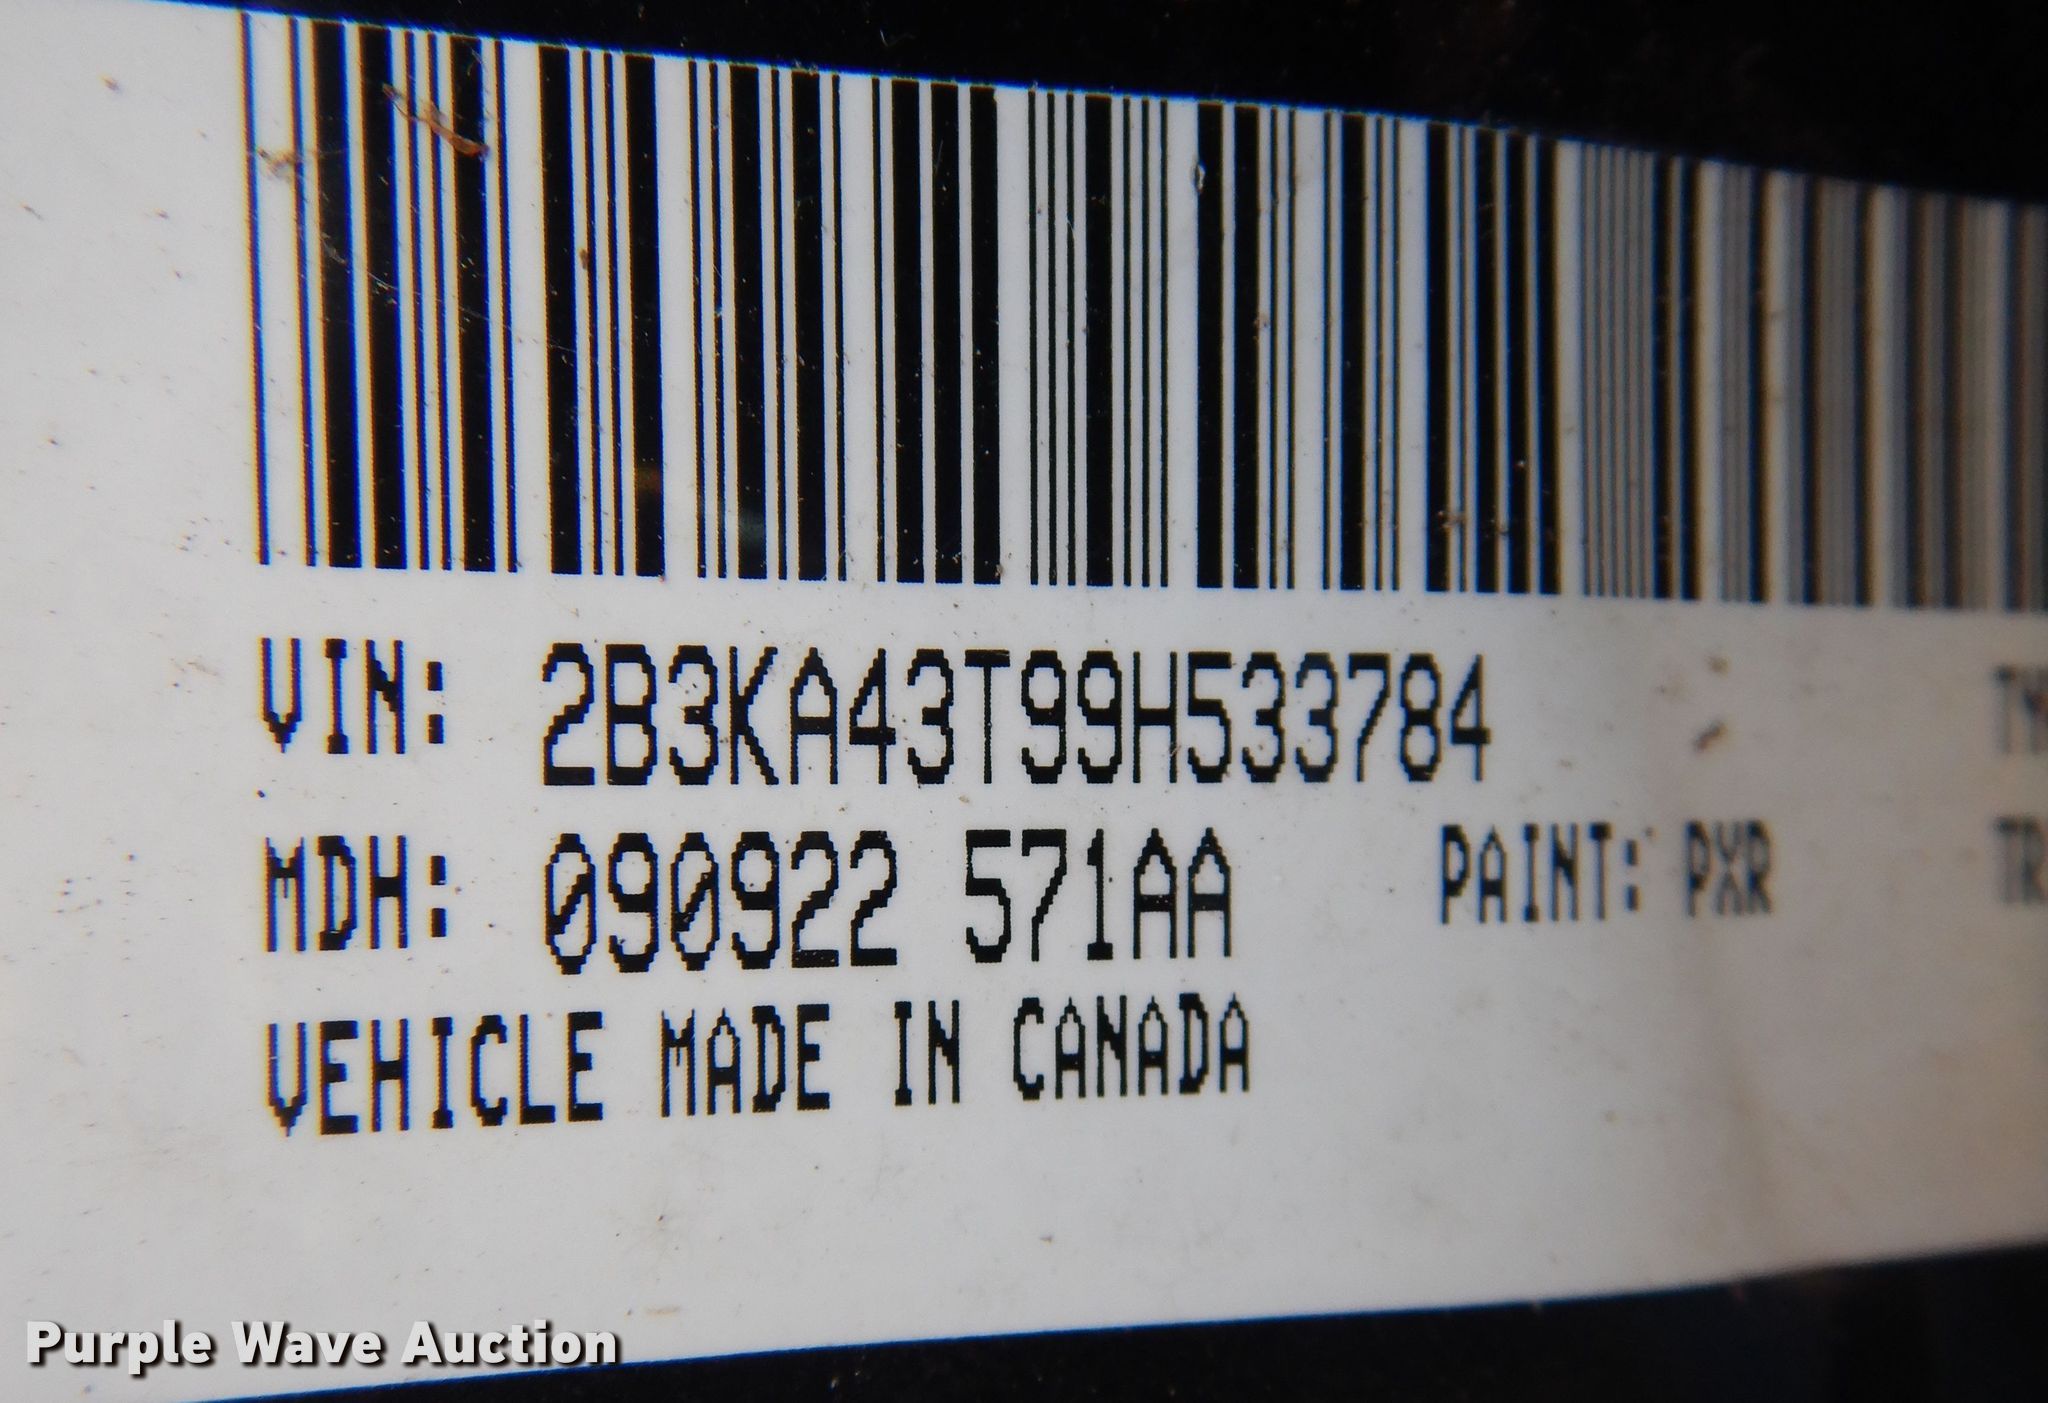 VIN: 2B3KA43T99H533784
MDH: 090922 571AA PAINT: PXR
VEHICLE MADE IN CANADA
Purple Wave Auction